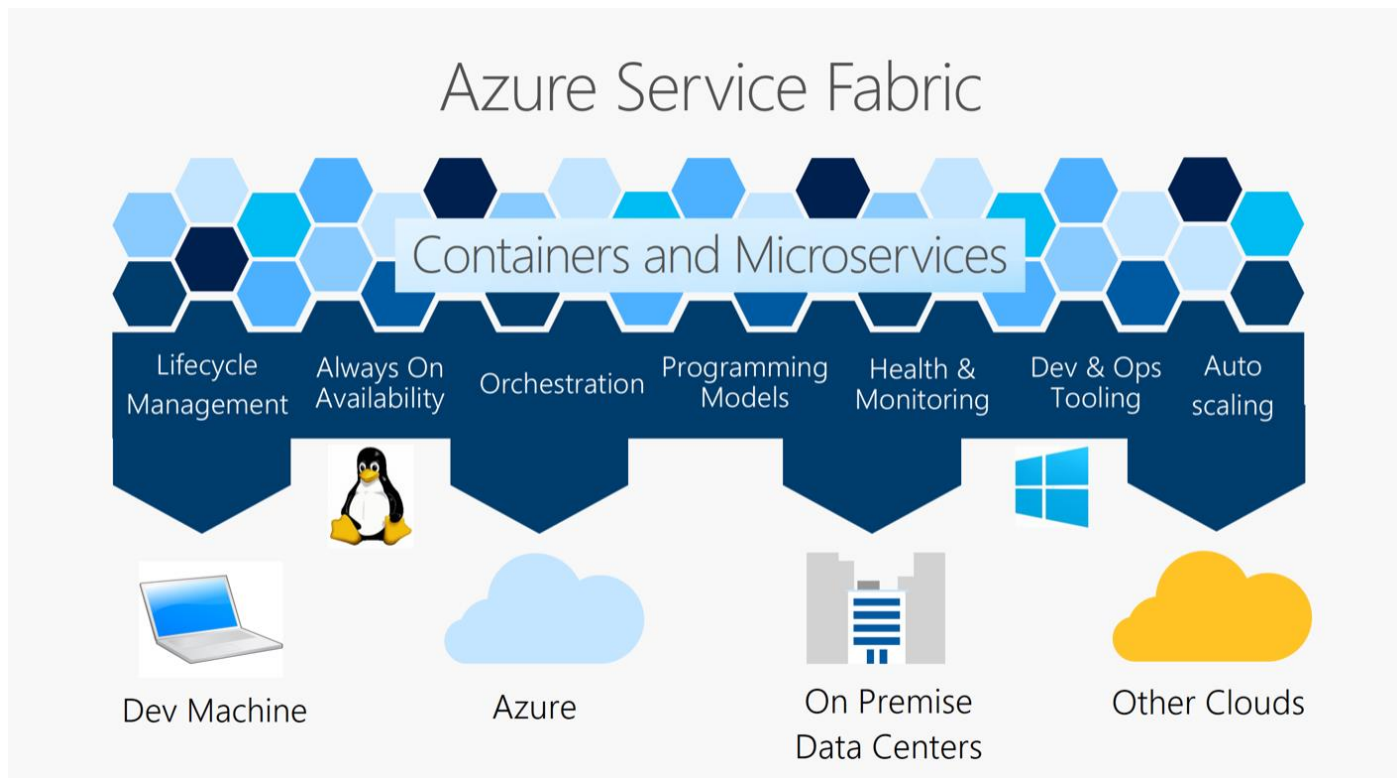 Azure Service Fabric
Containers and Microservices
Lifecycle
Management
Always On
Availability
Orchestration
Programming
Models
Health &
Monitoring
Dev & Ops
Tooling
Auto
scaling
Dev Machine
Azure
On Premise
Data Centers
Other Clouds